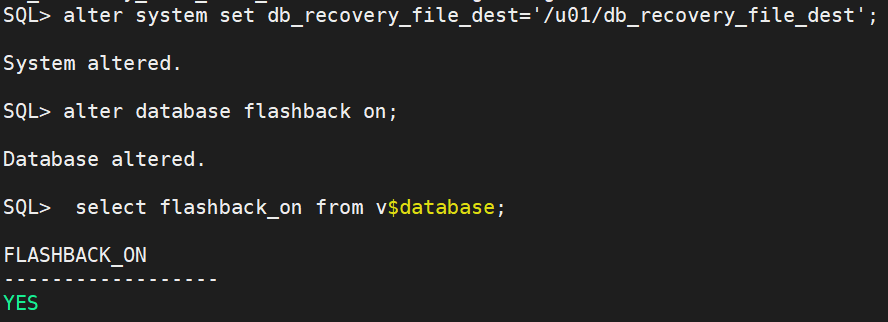 SQL> alter system set db_recovery_file_dest='/u01/db_recovery_file_dest';
System altered.
SQL> alter database flashback on;
Database altered.
SQL>  select flashback_on from v$database;
FLASHBACK_ON
------------------
YES